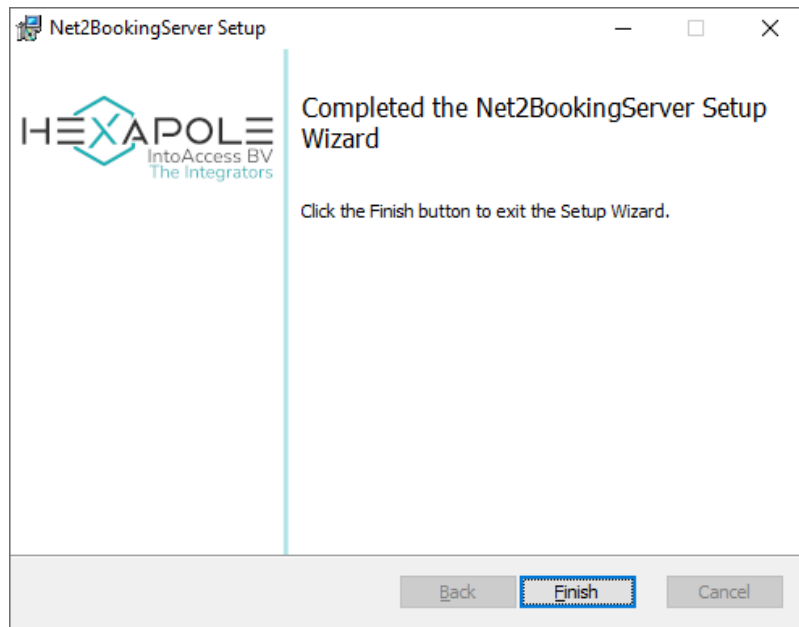 Net2BookingServer Setup
HEXAPOLE
IntoAccess BV
The Integrators
Completed the Net2BookingServer Setup
Wizard
Click the Finish button to exit the Setup Wizard.
Back
Finish
Cancel